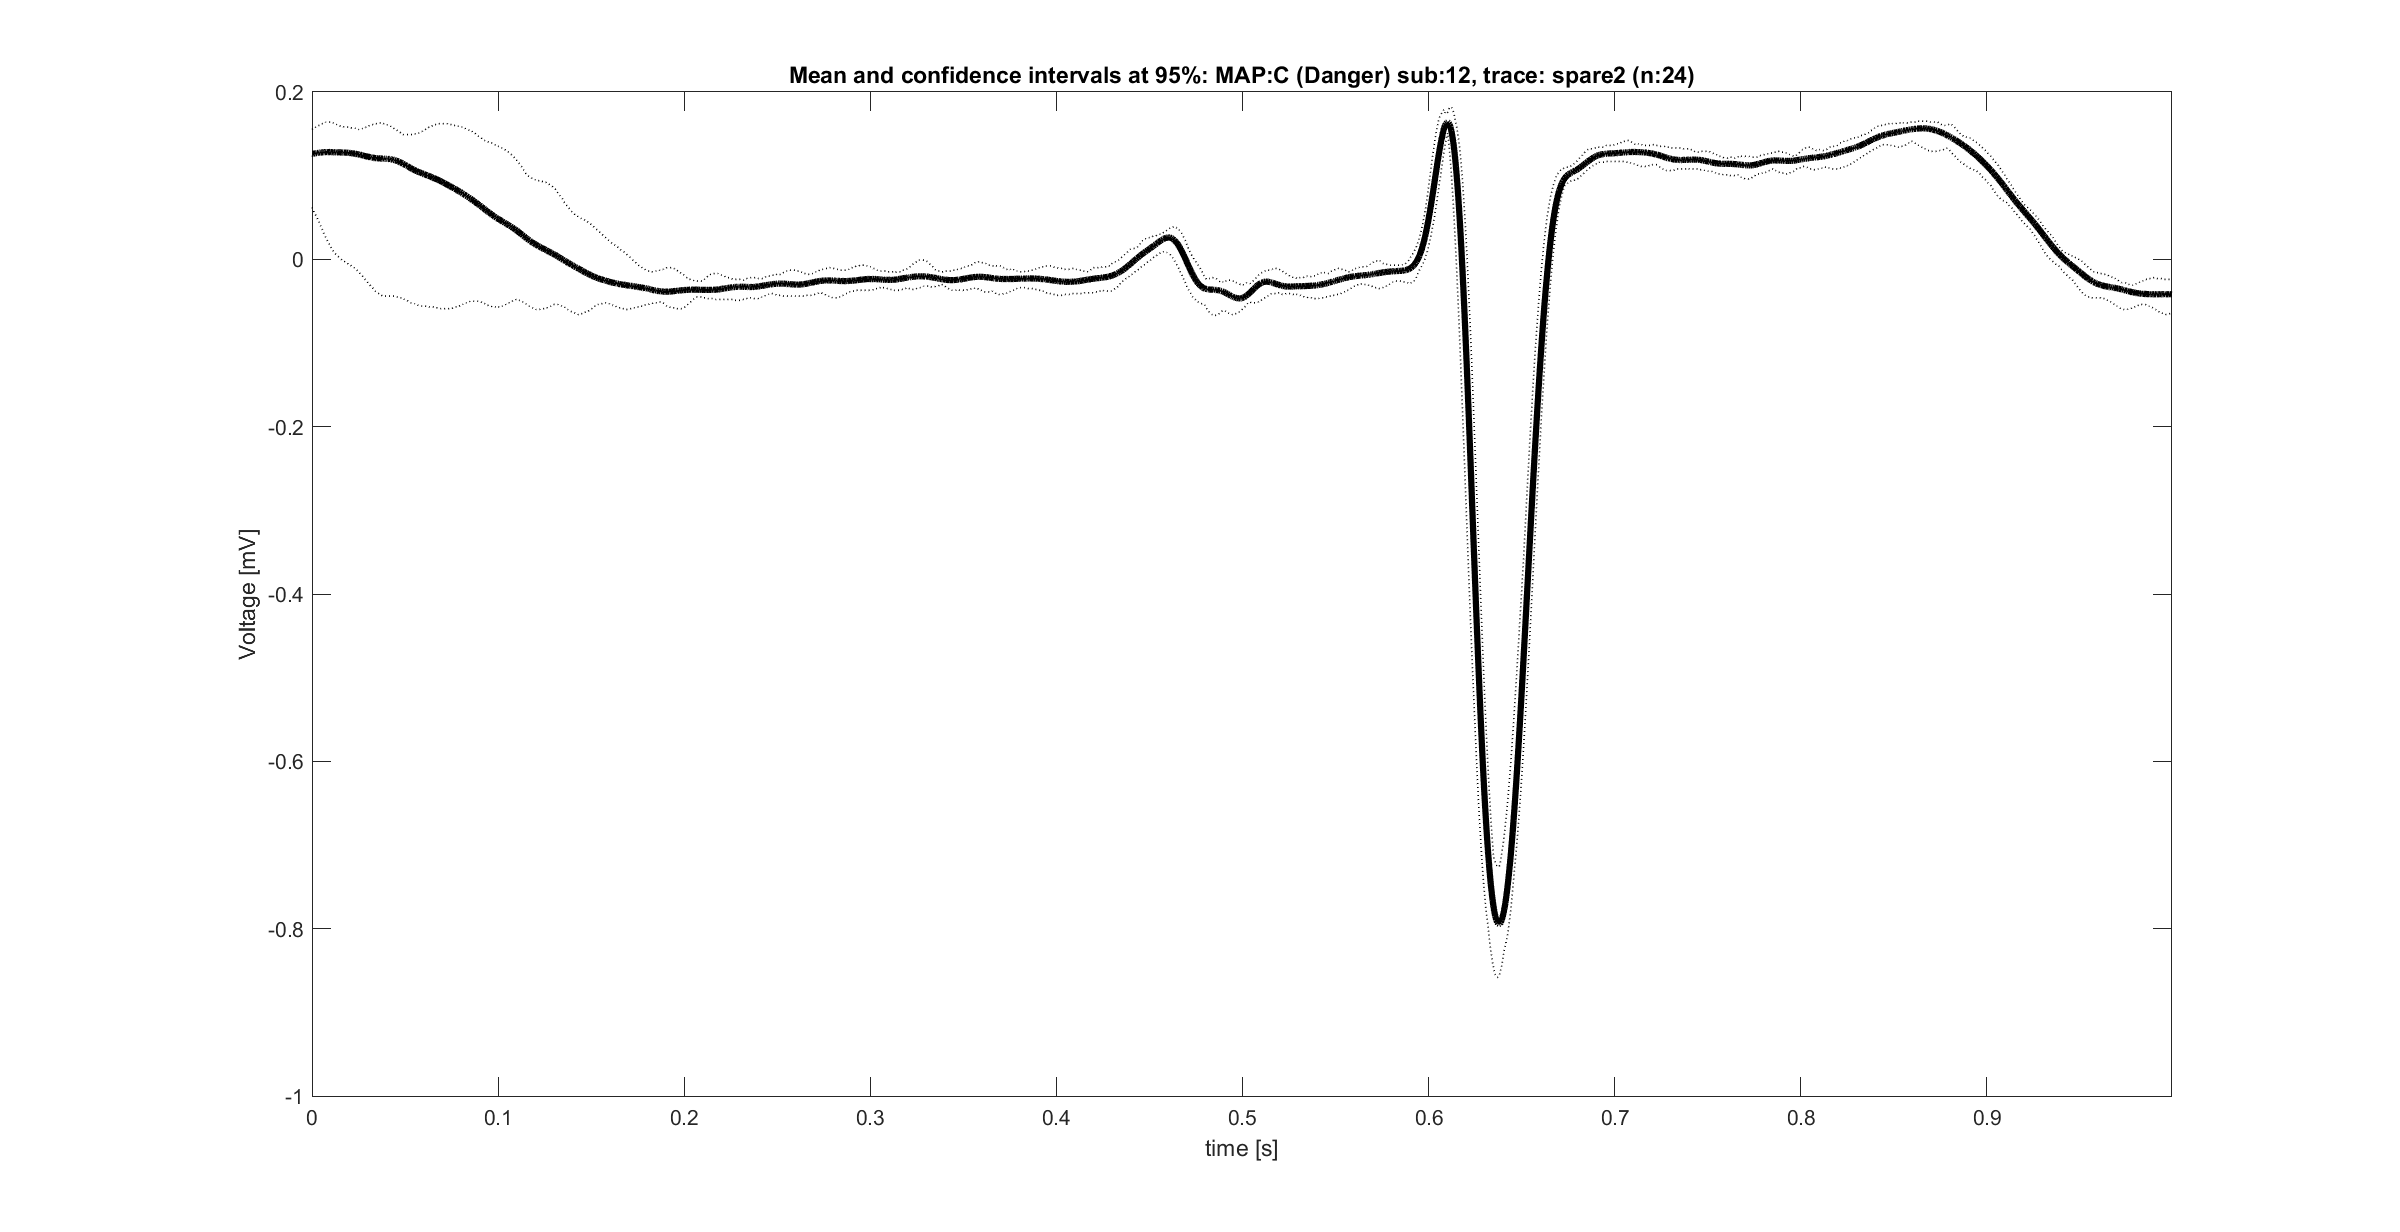 Mean and confidence intervals at 95%: MAP:C (Danger) sub:12, trace: spare2 (n:24)
0.2
0
-0.2
-0.4
-0.6
-0.8
-1
Voltage [mV]
0 0.1 0.2 0.3 0.4 0.5 0.6 0.7 0.8 0.9
time [s]